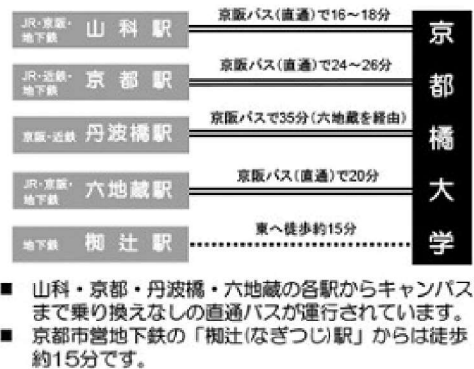 JR・京阪・地下鉄 山科駅 京阪バス(直通)で16〜18分
JR・近鉄・地下鉄 京都駅 京阪バス(直通)で24〜26分
京阪・近鉄 丹波橋駅 京阪バスで35分(六地蔵を経由)
JR・京阪・地下鉄 六地蔵駅 京阪バス(直通)で20分
地下鉄 椥辻駅 東へ徒歩約15分
京都橘大学
■ 山科・京都・丹波橋・六地蔵の各駅からキャンパス
まで乗り換えなしの直通バスが運行されています。
■ 京都市営地下鉄の「椥辻(なぎつじ)駅」からは徒歩
約15分です。